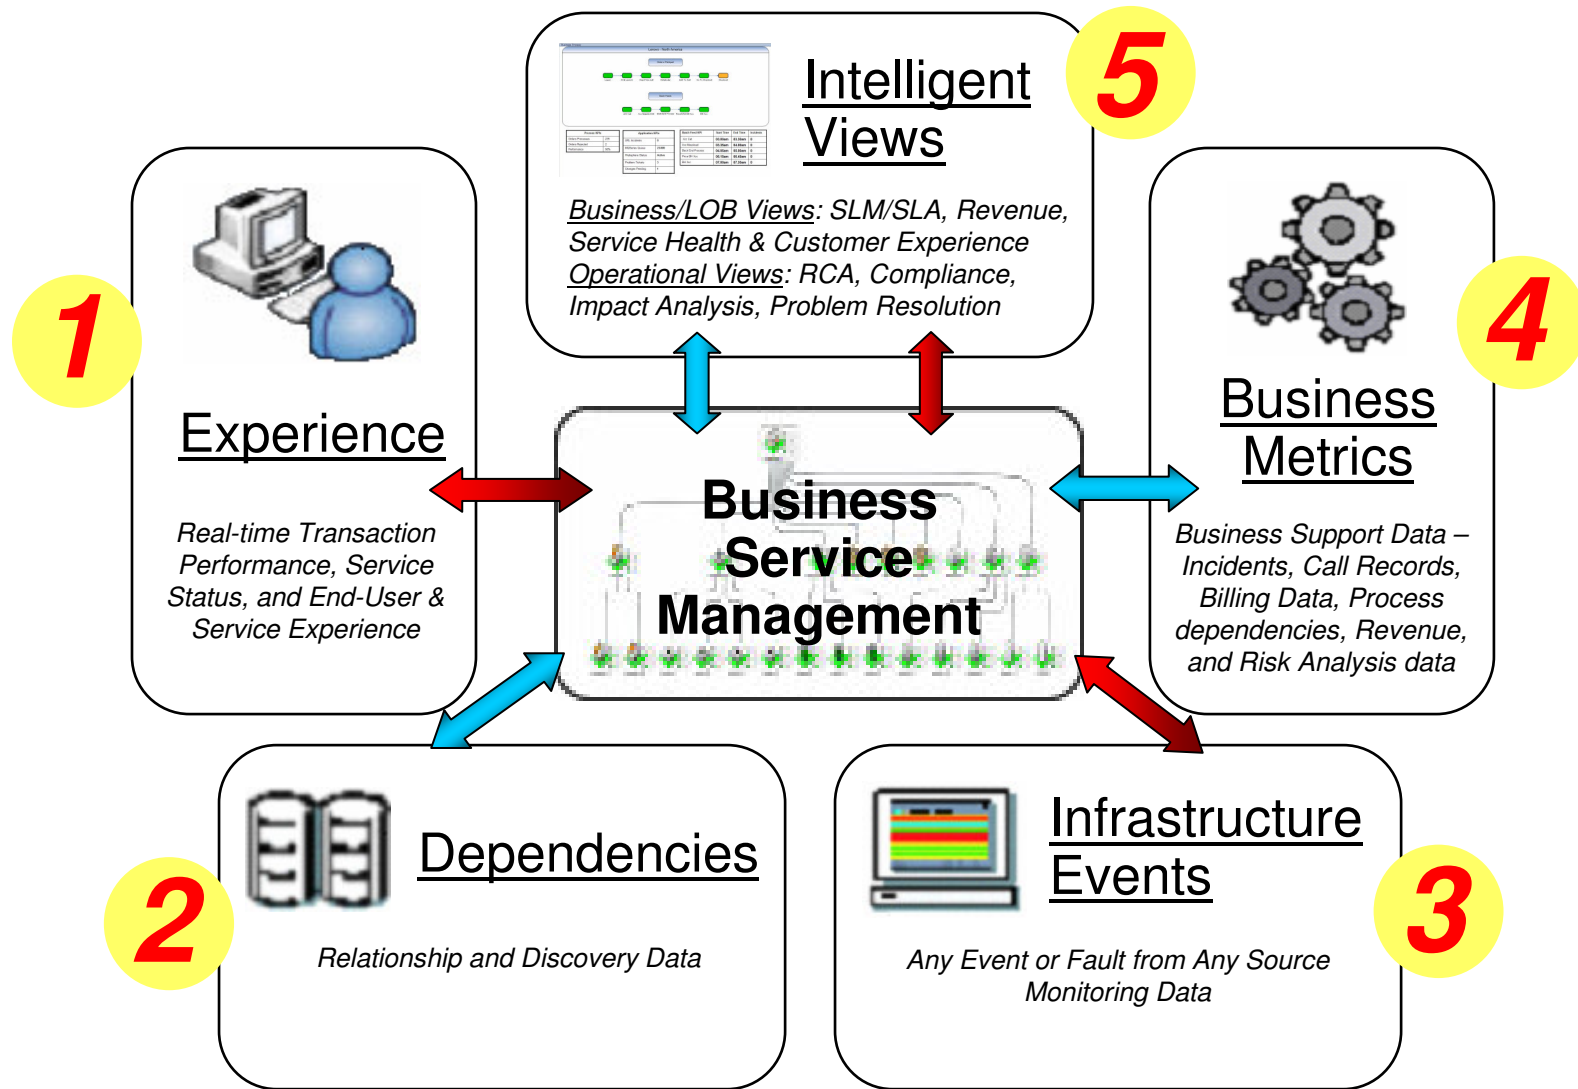 5
Intelligent
Views
Business/LOB Views: SLM/SLA, Revenue,
Service Health & Customer Experience
Operational Views: RCA, Compliance,
Impact Analysis, Problem Resolution
1
Experience
Real-time Transaction
Performance, Service
Status, and End-User &
Service Experience
4
Business
Metrics
Business Support Data –
Incidents, Call Records,
Billing Data, Process
dependencies, Revenue,
and Risk Analysis data
Business
Service
Management
2
Dependencies
Relationship and Discovery Data
3
Infrastructure
Events
Any Event or Fault from Any Source
Monitoring Data